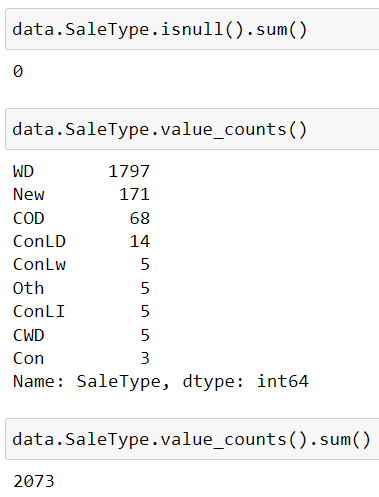 data.SaleType.isnull().sum()
0
data.SaleType.value_counts()
WD       1797
New       171
COD        68
ConLD      14
ConLw       5
Oth         5
ConLI       5
CWD         5
Con         3
Name: SaleType, dtype: int64
data.SaleType.value_counts().sum()
2073